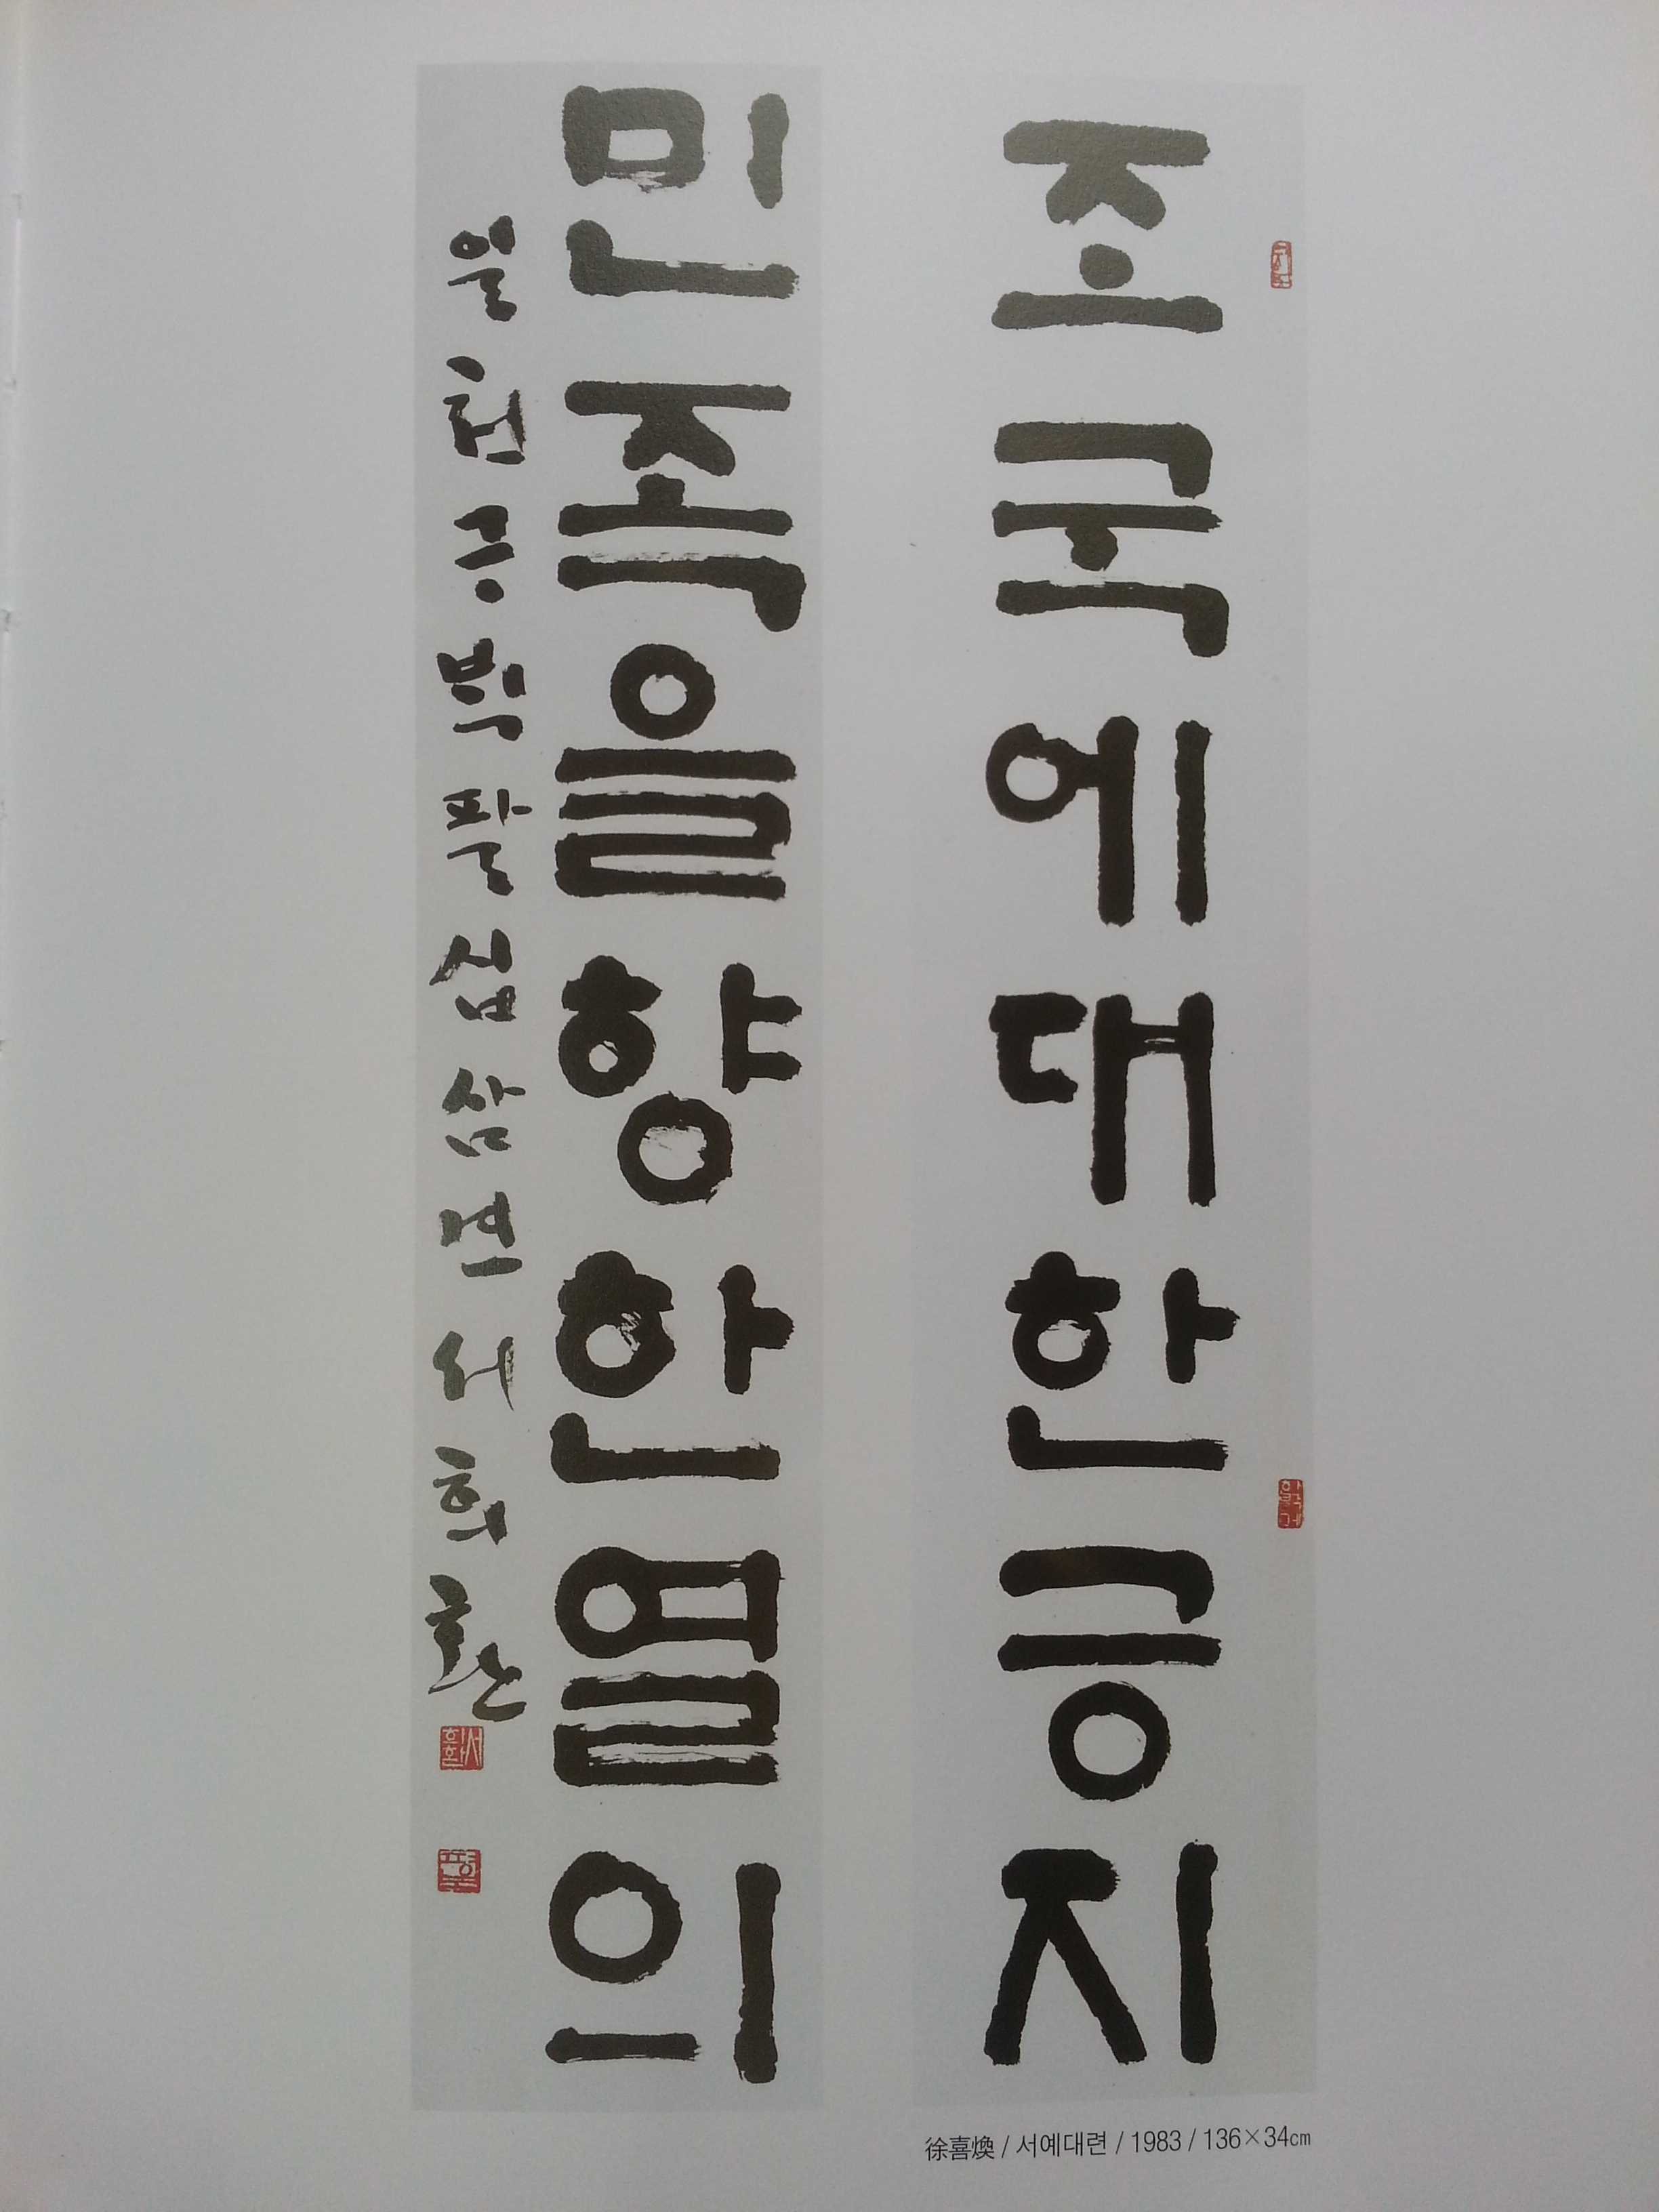 조국에대한긍지
민족을향한열의
일천구백팔십삼년 서희환
徐喜煥 / 서예대련 / 1983 / 136×34cm